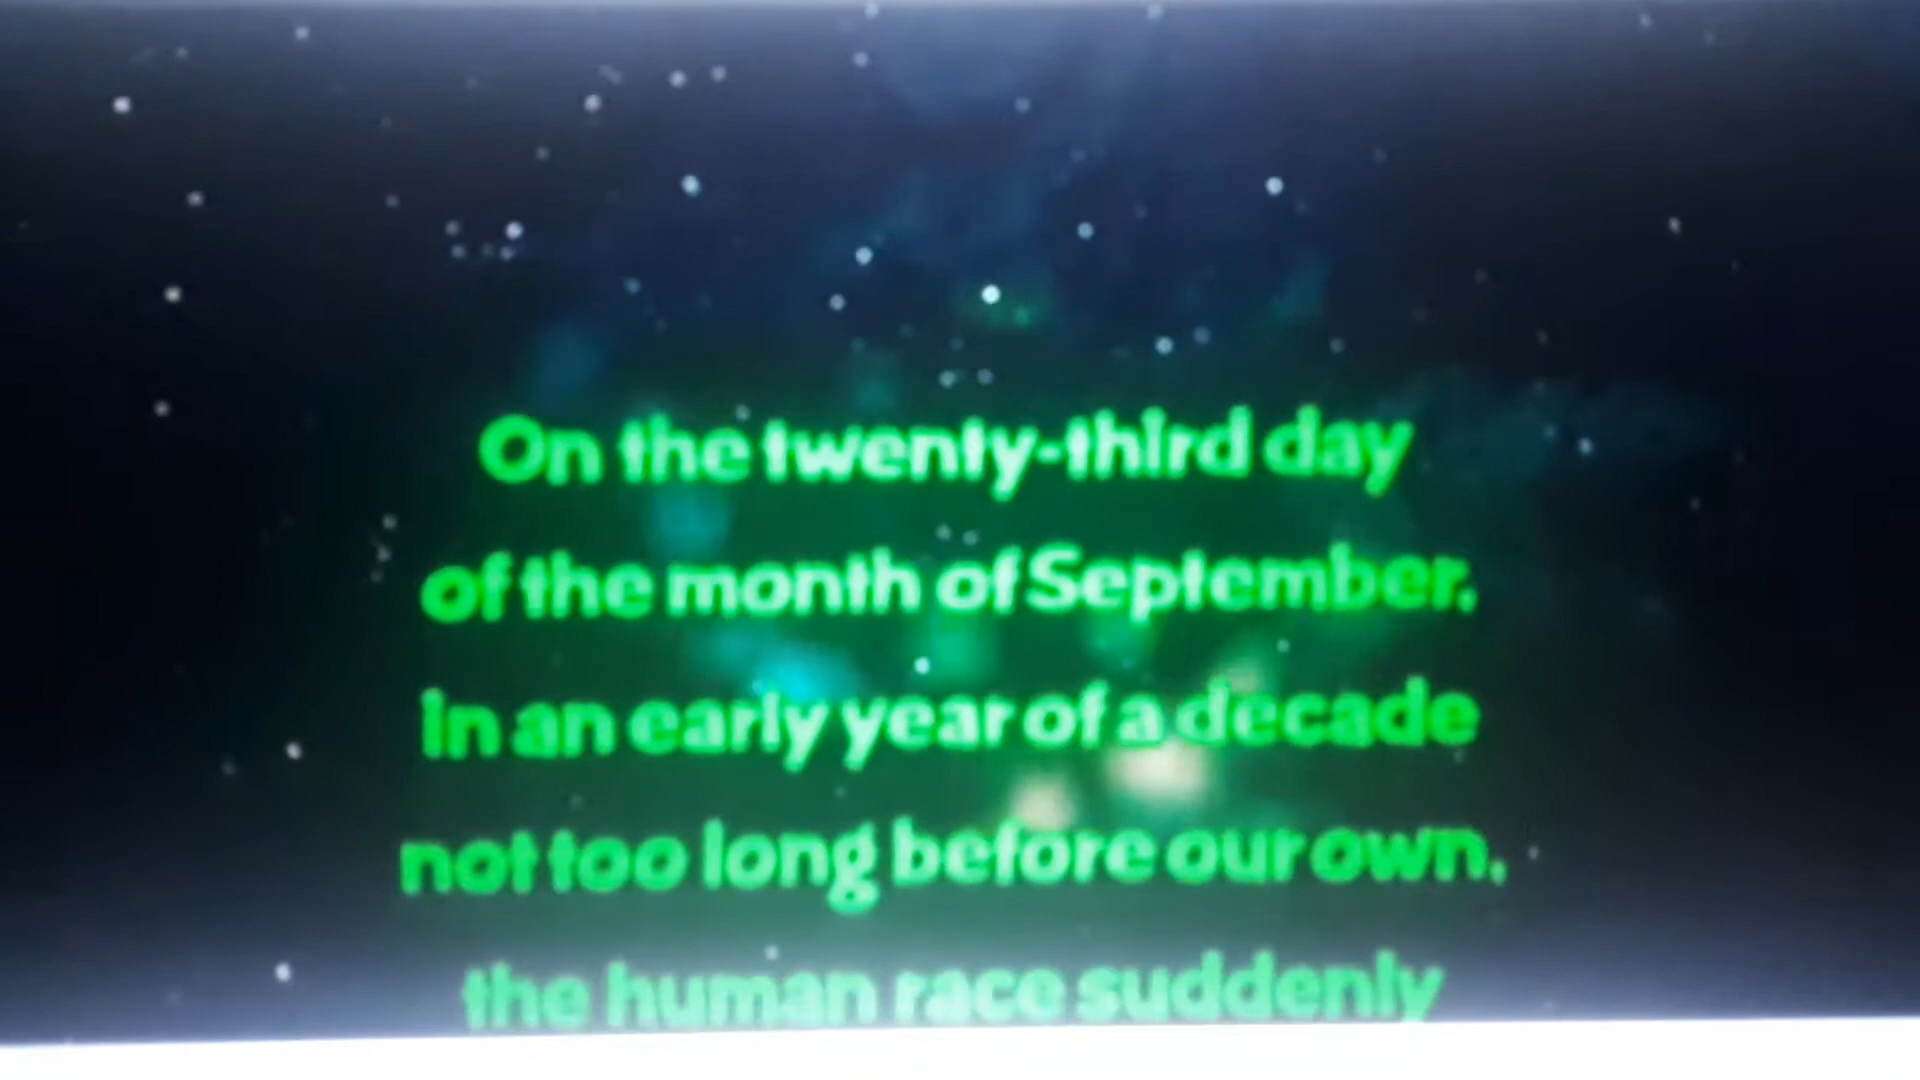 On the twenty-third day
of the month of September,
in an early year of a decade
not too long before our own,
the human race suddenly